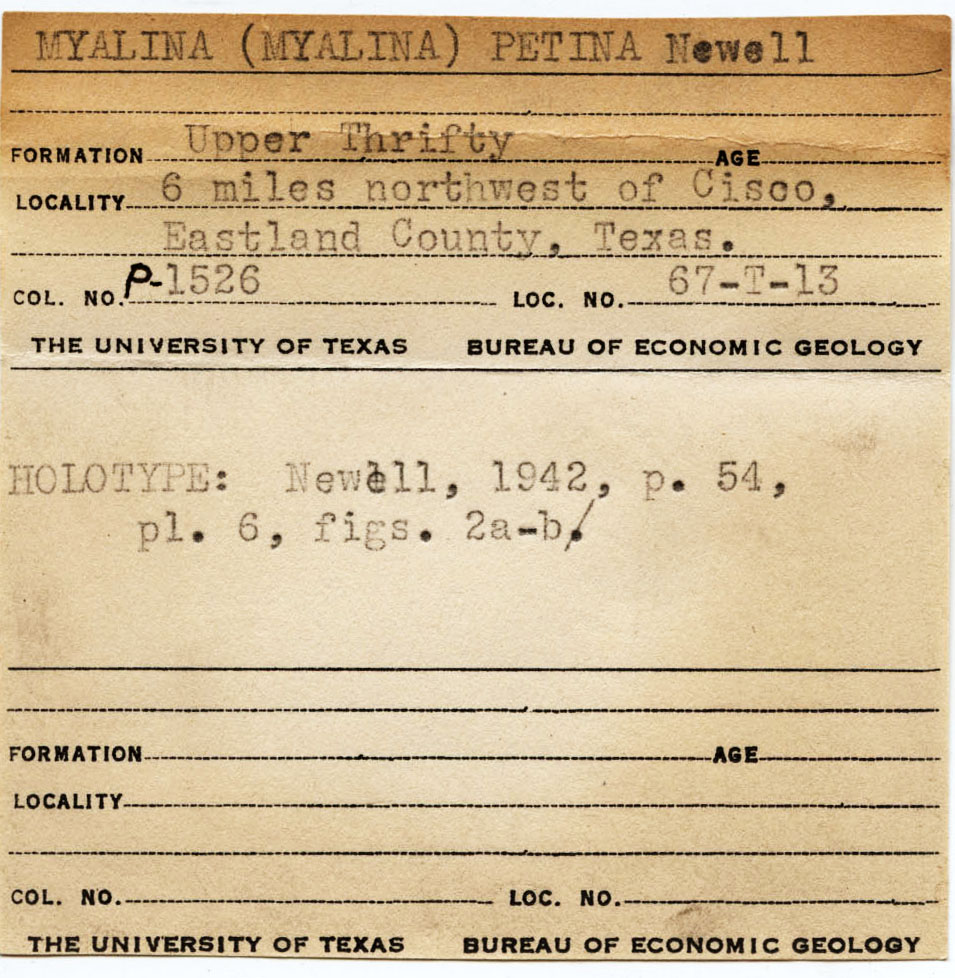 MYALINA (MYALINA) PETINA Newell
FORMATION Upper Thrifty AGE
LOCALITY 6 miles northwest of Cisco,
Eastland County, Texas.
COL. NO. P-1526 LOC. NO. 67-T-13
THE UNIVERSITY OF TEXAS BUREAU OF ECONOMIC GEOLOGY
HOLOTYPE: Newell, 1942, p. 54,
pl. 6, figs. 2a-b.
FORMATION AGE
LOCALITY
COL. NO. LOC. NO.
THE UNIVERSITY OF TEXAS BUREAU OF ECONOMIC GEOLOGY